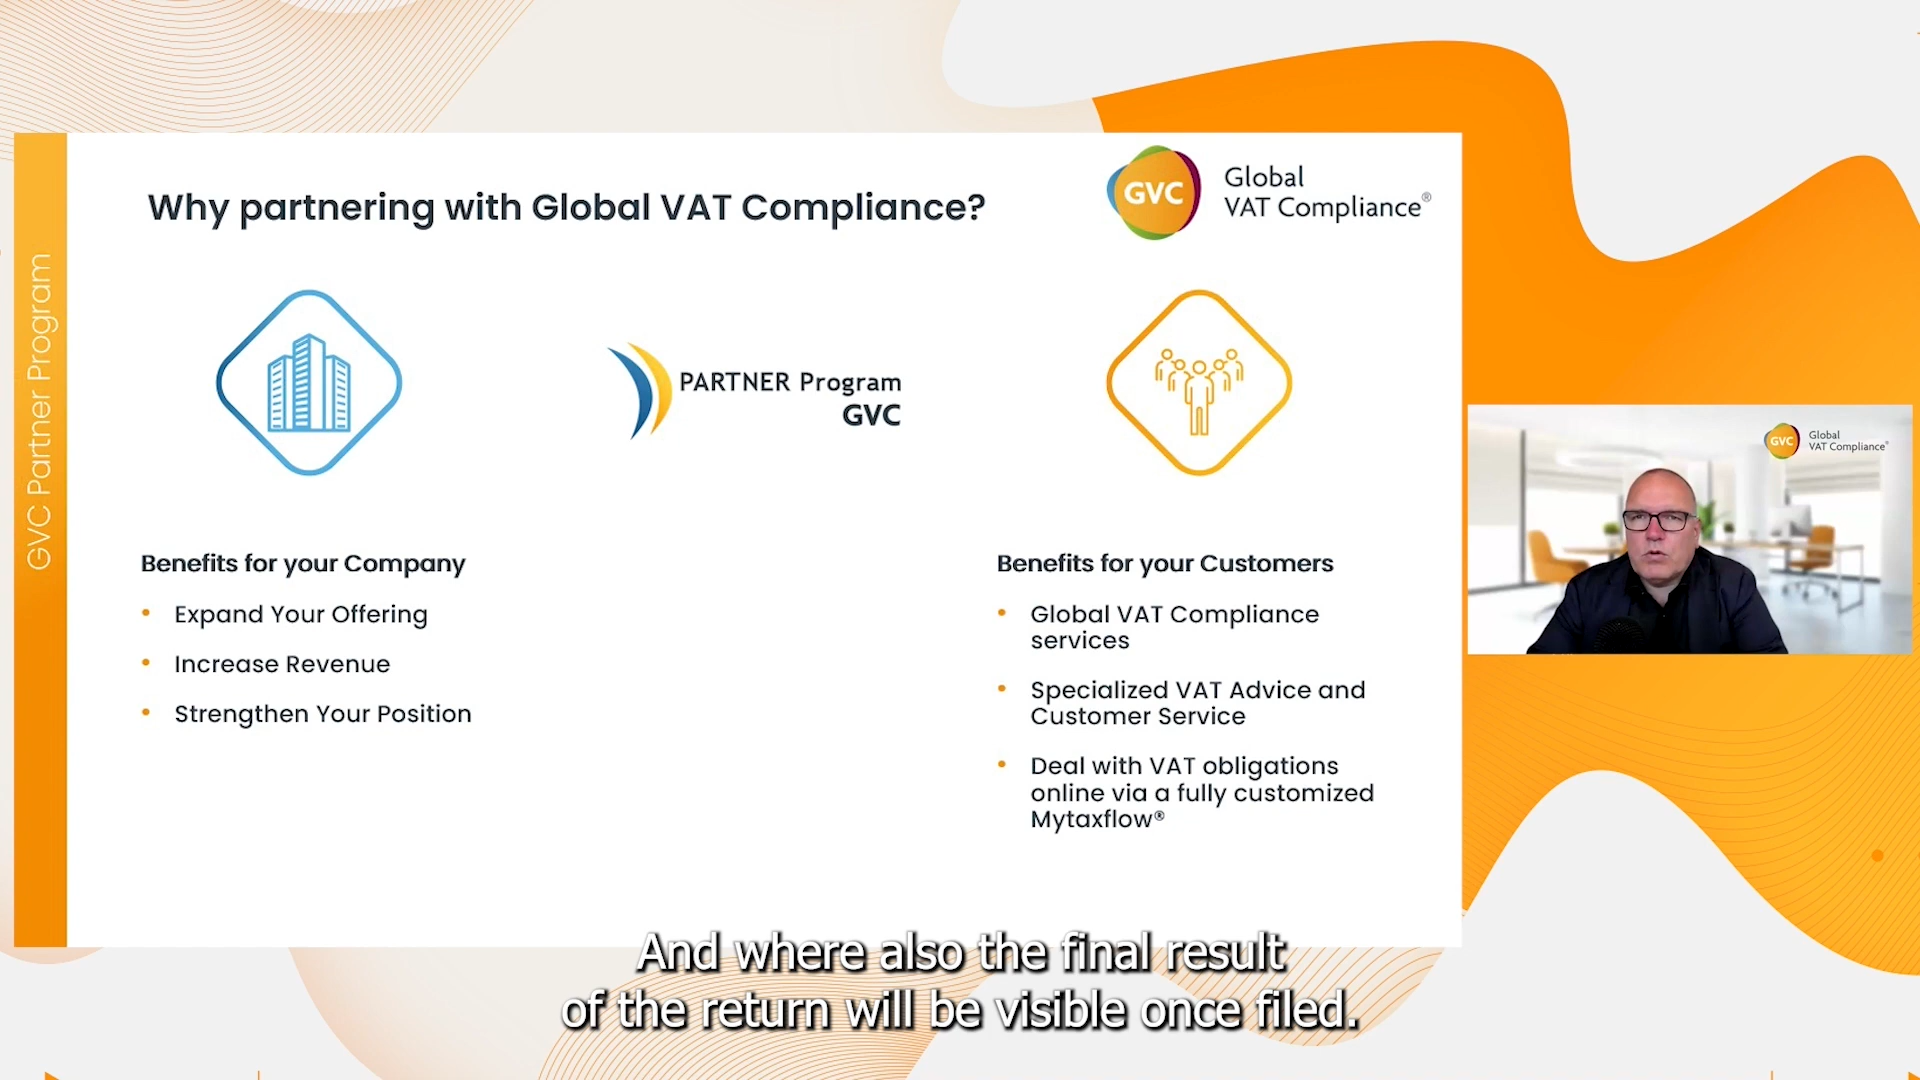 Why partnering with Global VAT Compliance?
GVC
Global
VAT Compliance®
GVC Partner Program
PARTNER Program
GVC
Benefits for your Company
• Expand Your Offering
• Increase Revenue
• Strengthen Your Position
Benefits for your Customers
• Global VAT Compliance
services
• Specialized VAT Advice and
Customer Service
• Deal with VAT obligations
online via a fully customized
Mytaxflow®
GVC
Global
VAT Compliance®
And where also the final result
of the return will be visible once filed.